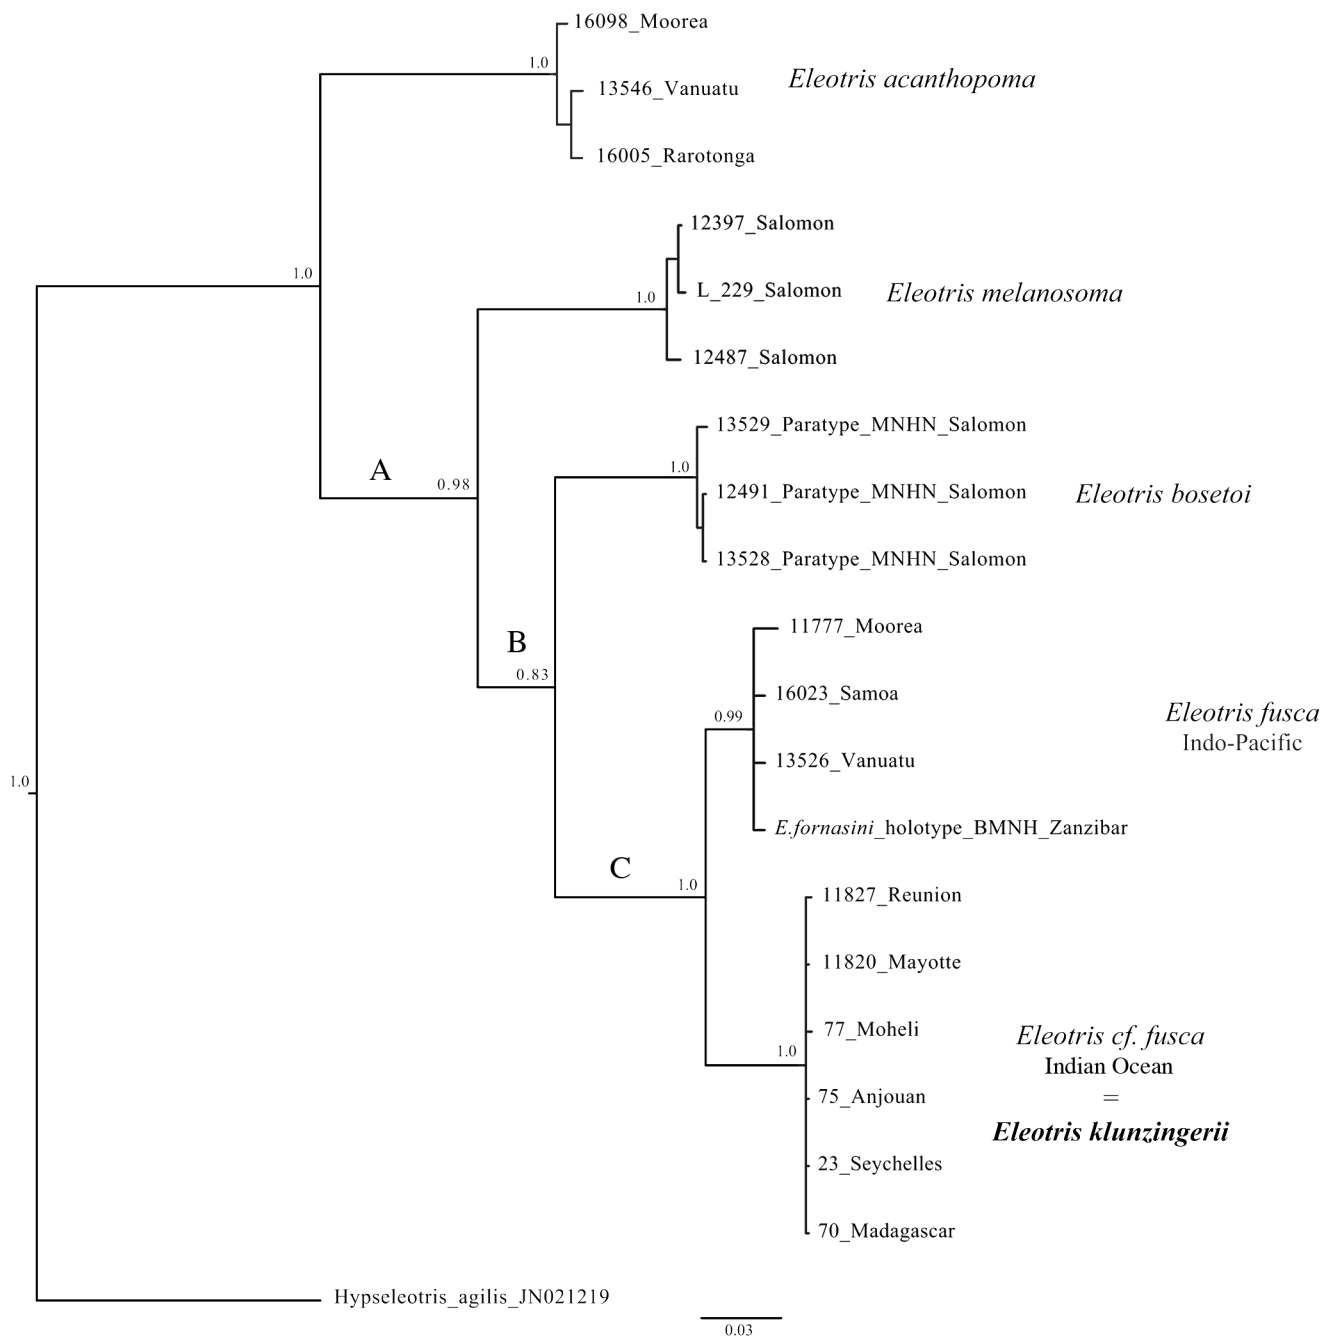 16098_Moorea
1.0
13546_Vanuatu
Eleotris acanthopoma
16005_Rarotonga
12397_Salomon
1.0
1.0
L_229_Salomon
Eleotris melanosoma
12487_Salomon
13529_Paratype_MNHN_Salomon
A
0.98
1.0
12491_Paratype_MNHN_Salomon
Eleotris bosetoi
13528_Paratype_MNHN_Salomon
11777_Moorea
B
0.83
16023_Samoa
0.99
Eleotris fusca
Indo-Pacific
13526_Vanuatu
1.0
E.fornasini_holotype_BMNH_Zanzibar
C
1.0
11827_Reunion
11820_Mayotte
77_Moheli
1.0
Eleotris cf. fusca
Indian Ocean
=
Eleotris klunzingerii
75_Anjouan
23_Seychelles
70_Madagascar
Hypseleotris_agilis_JN021219
0.03